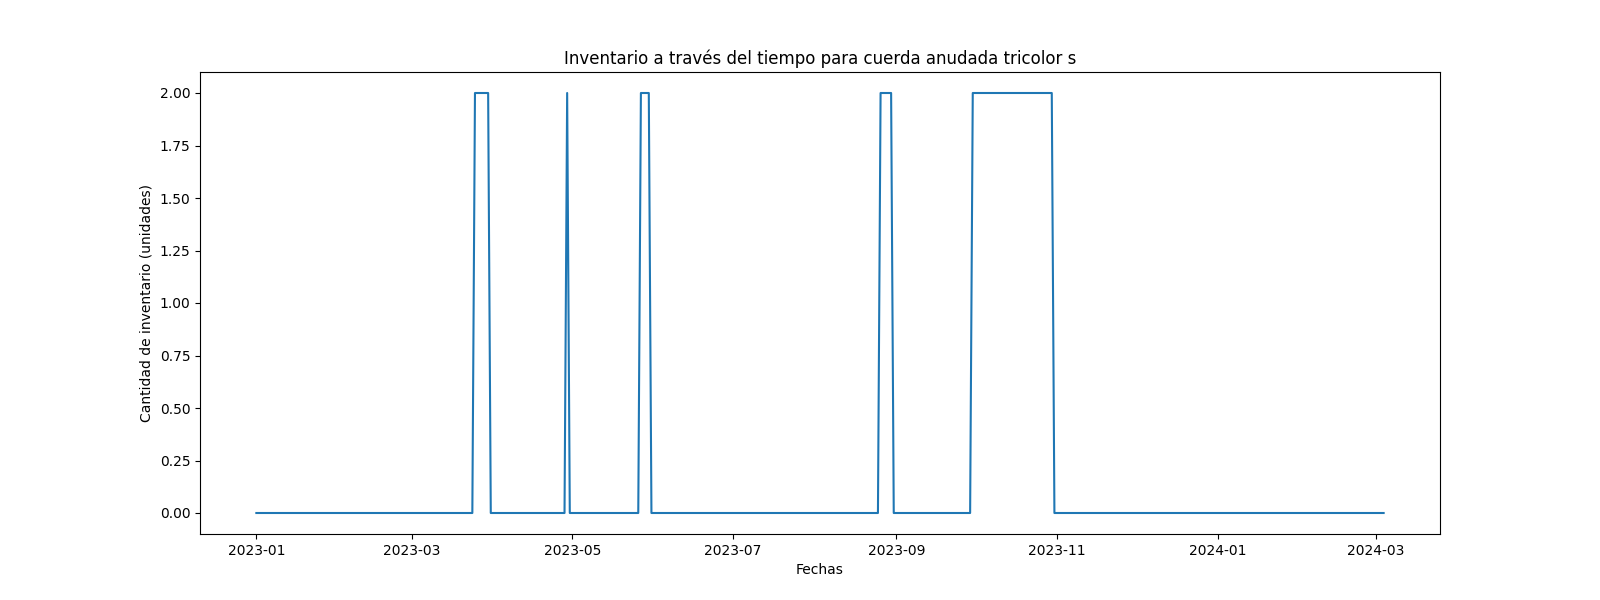 Inventario a través del tiempo para cuerda anudada tricolor s
Cantidad de inventario (unidades)
2.00
1.75
1.50
1.25
1.00
0.75
0.50
0.25
0.00
2023-01 2023-03 2023-05 2023-07 2023-09 2023-11 2024-01 2024-03
Fechas